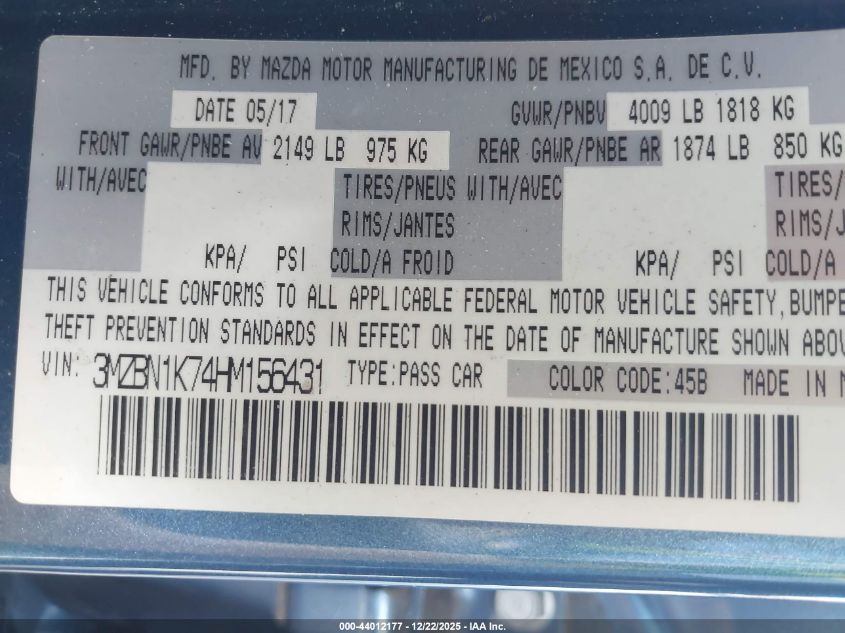 MFD. BY MAZDA MOTOR MANUFACTURING DE MEXICO S.A. DE C.V.
DATE 05/17 GVWR/PNBV 4009 LB 1818 KG
FRONT GAWR/PNBE AV 2149 LB 975 KG REAR GAWR/PNBE AR 1874 LB 850 KG
WITH/AVEC TIRES/PNEUS WITH/AVEC TIRES/
RIMS/JANTES RIMS/J
KPA/ PSI COLD/A FROID KPA/ PSI COLD/A
THIS VEHICLE CONFORMS TO ALL APPLICABLE FEDERAL MOTOR VEHICLE SAFETY, BUMPE
THEFT PREVENTION STANDARDS IN EFFECT ON THE DATE OF MANUFACTURE SHOWN ABOV
VIN: 3MZBN1K74HM156431 TYPE:PASS CAR COLOR CODE:45B MADE IN M
000-44012177 - 12/22/2025 - IAA Inc.